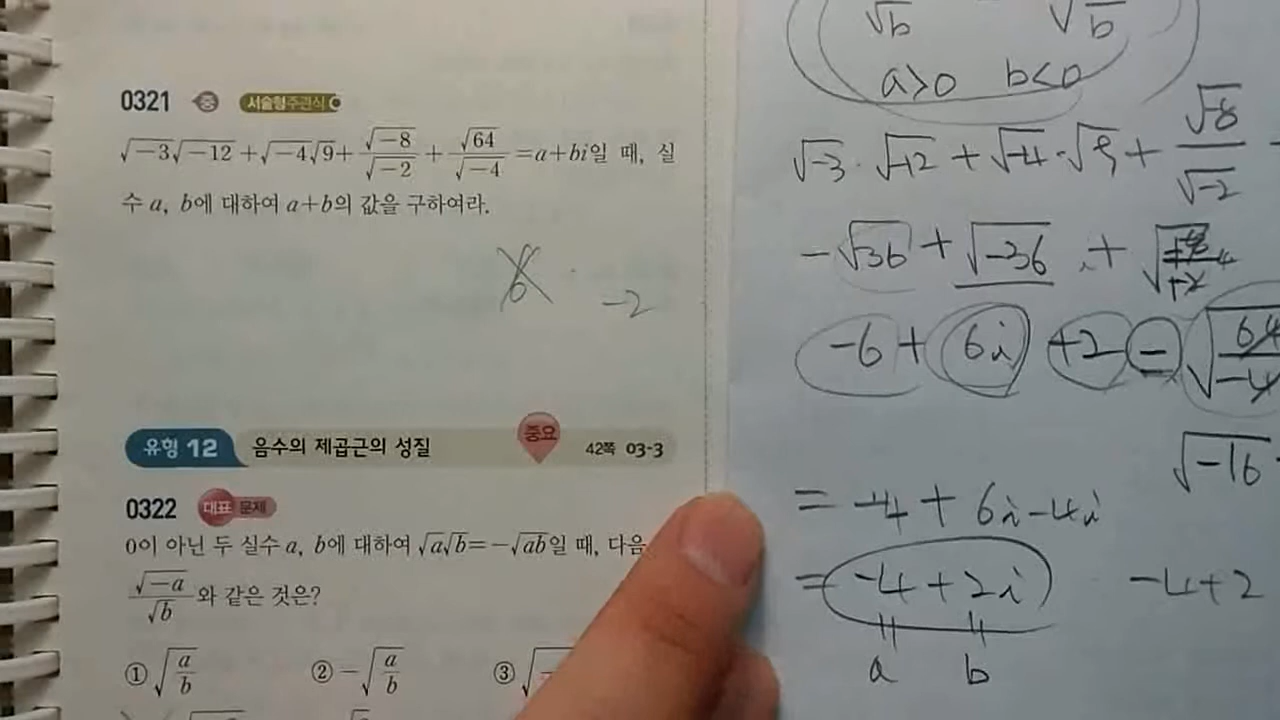 0321 중 서술형주관식
√-3√-12+√-4√9+√-8/√-2+√64/√-4=a+bi일 때, 실
수 a, b에 대하여 a+b의 값을 구하여라.
6
-2
유형 12 음수의 제곱근의 성질 중요 42쪽 03-3
0322 대표 문제
0이 아닌 두 실수 a, b에 대하여 √a√b=-√ab일 때, 다음
√-a/√b와 같은 것은?
① √a/b ② -√a/b ③
√b √b
a>0 b<0
√-3·√-12+√-4·√9+√-8/√-2
-√36+√-36 +
-6+6i+2-√64/-4
√-16
=-4+6i-4i
=-4+2i -4+2
a b